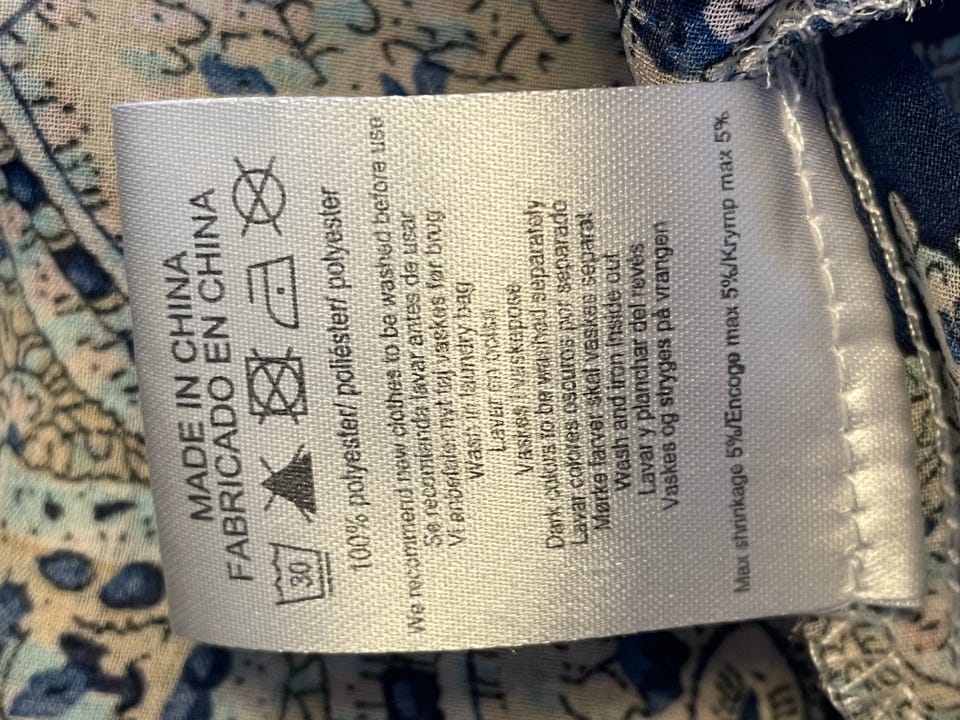 MADE IN CHINA
FABRICADO EN CHINA
30
100% polyester/ poliéster/ polyester
We recommend new clothes to be washed before use
Se recomienda lavar antes de usar
Vi anbefaler nyt tøj vaskes før brug
Wash in laundry bag
Lavar en bolsa
Vaskes i vaskepose
Dark colours to be washed separately
Lavar colores oscuros por separado
Mørke farver skal vaskes separat
Wash and iron inside out
Lavar y planchar del revés
Vaskes og stryges på vrangen
Max shrinkage 5%/Encoge max 5%/Krymp max 5%